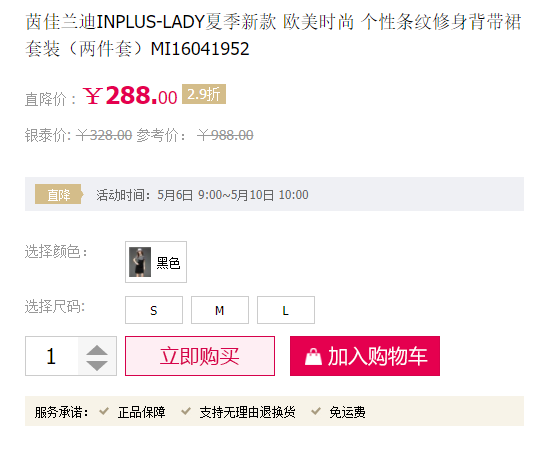 茵佳兰迪INPLUS-LADY夏季新款 欧美时尚 个性条纹修身背带裙
套装（两件套）MI16041952
直降价：￥288.00 2.9折
银泰价: ￥328.00 参考价： ￥988.00
直降 活动时间：5月6日 9:00~5月10日 10:00
选择颜色： 黑色
选择尺码: S M L
1 立即购买 加入购物车
服务承诺： 正品保障 支持无理由退换货 免运费